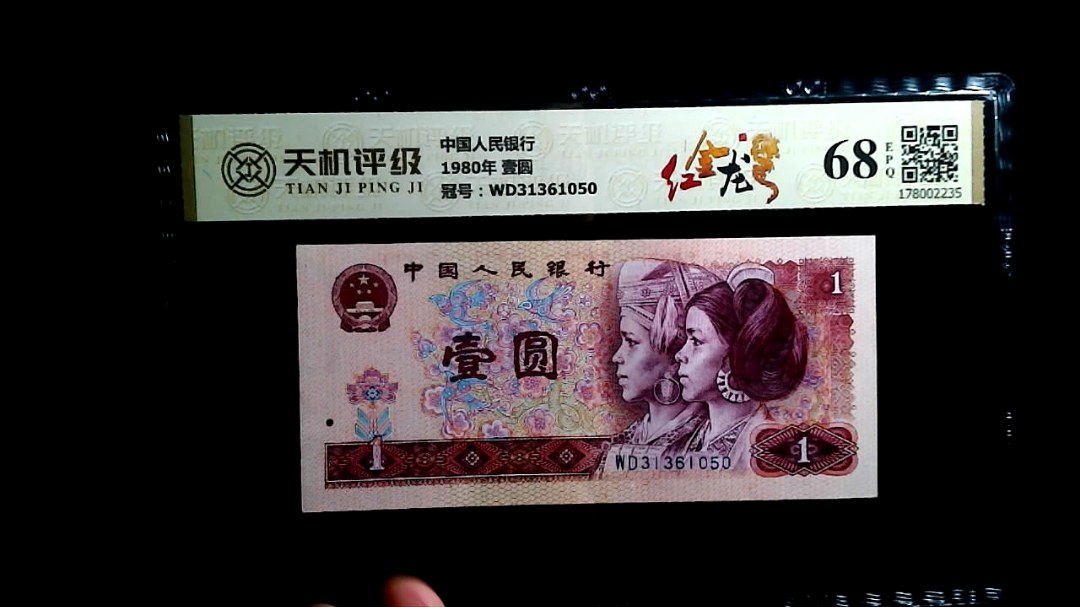 天机评级
TIAN JI PING JI
中国人民银行
1980年 壹圆
冠号：WD31361050
红金龙
68
EPQ
178002235
中国人民银行
1
壹圆
1
WD31361050
1